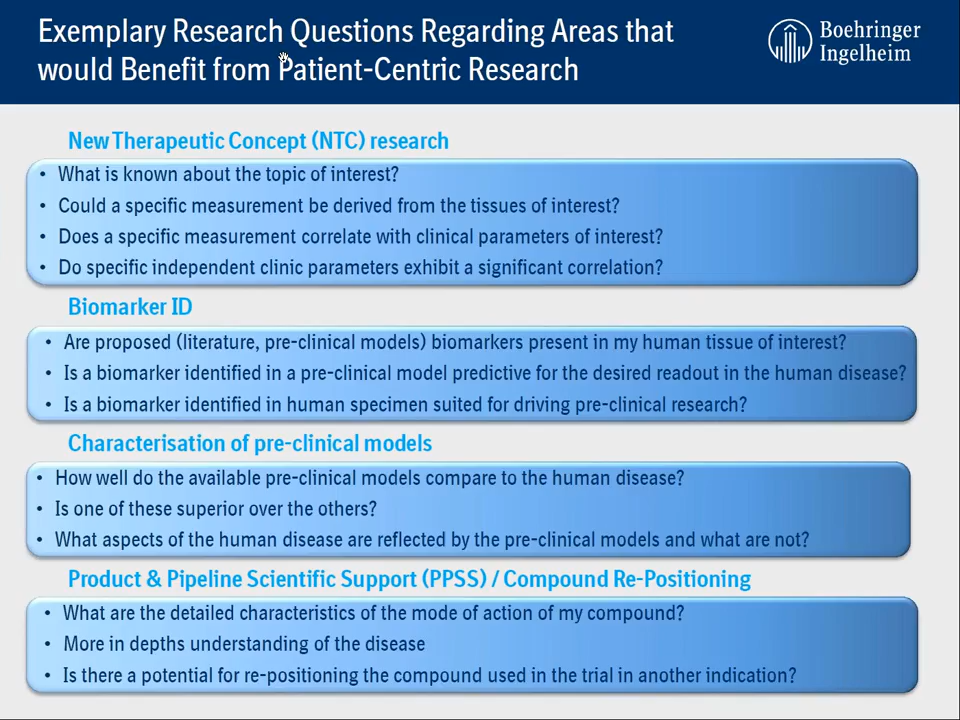 Exemplary Research Questions Regarding Areas that
would Benefit from Patient-Centric Research
Boehringer
Ingelheim
New Therapeutic Concept (NTC) research
• What is known about the topic of interest?
• Could a specific measurement be derived from the tissues of interest?
• Does a specific measurement correlate with clinical parameters of interest?
• Do specific independent clinic parameters exhibit a significant correlation?
Biomarker ID
• Are proposed (literature, pre-clinical models) biomarkers present in my human tissue of interest?
• Is a biomarker identified in a pre-clinical model predictive for the desired readout in the human disease?
• Is a biomarker identified in human specimen suited for driving pre-clinical research?
Characterisation of pre-clinical models
• How well do the available pre-clinical models compare to the human disease?
• Is one of these superior over the others?
• What aspects of the human disease are reflected by the pre-clinical models and what are not?
Product & Pipeline Scientific Support (PPSS) / Compound Re-Positioning
• What are the detailed characteristics of the mode of action of my compound?
• More in depths understanding of the disease
• Is there a potential for re-positioning the compound used in the trial in another indication?